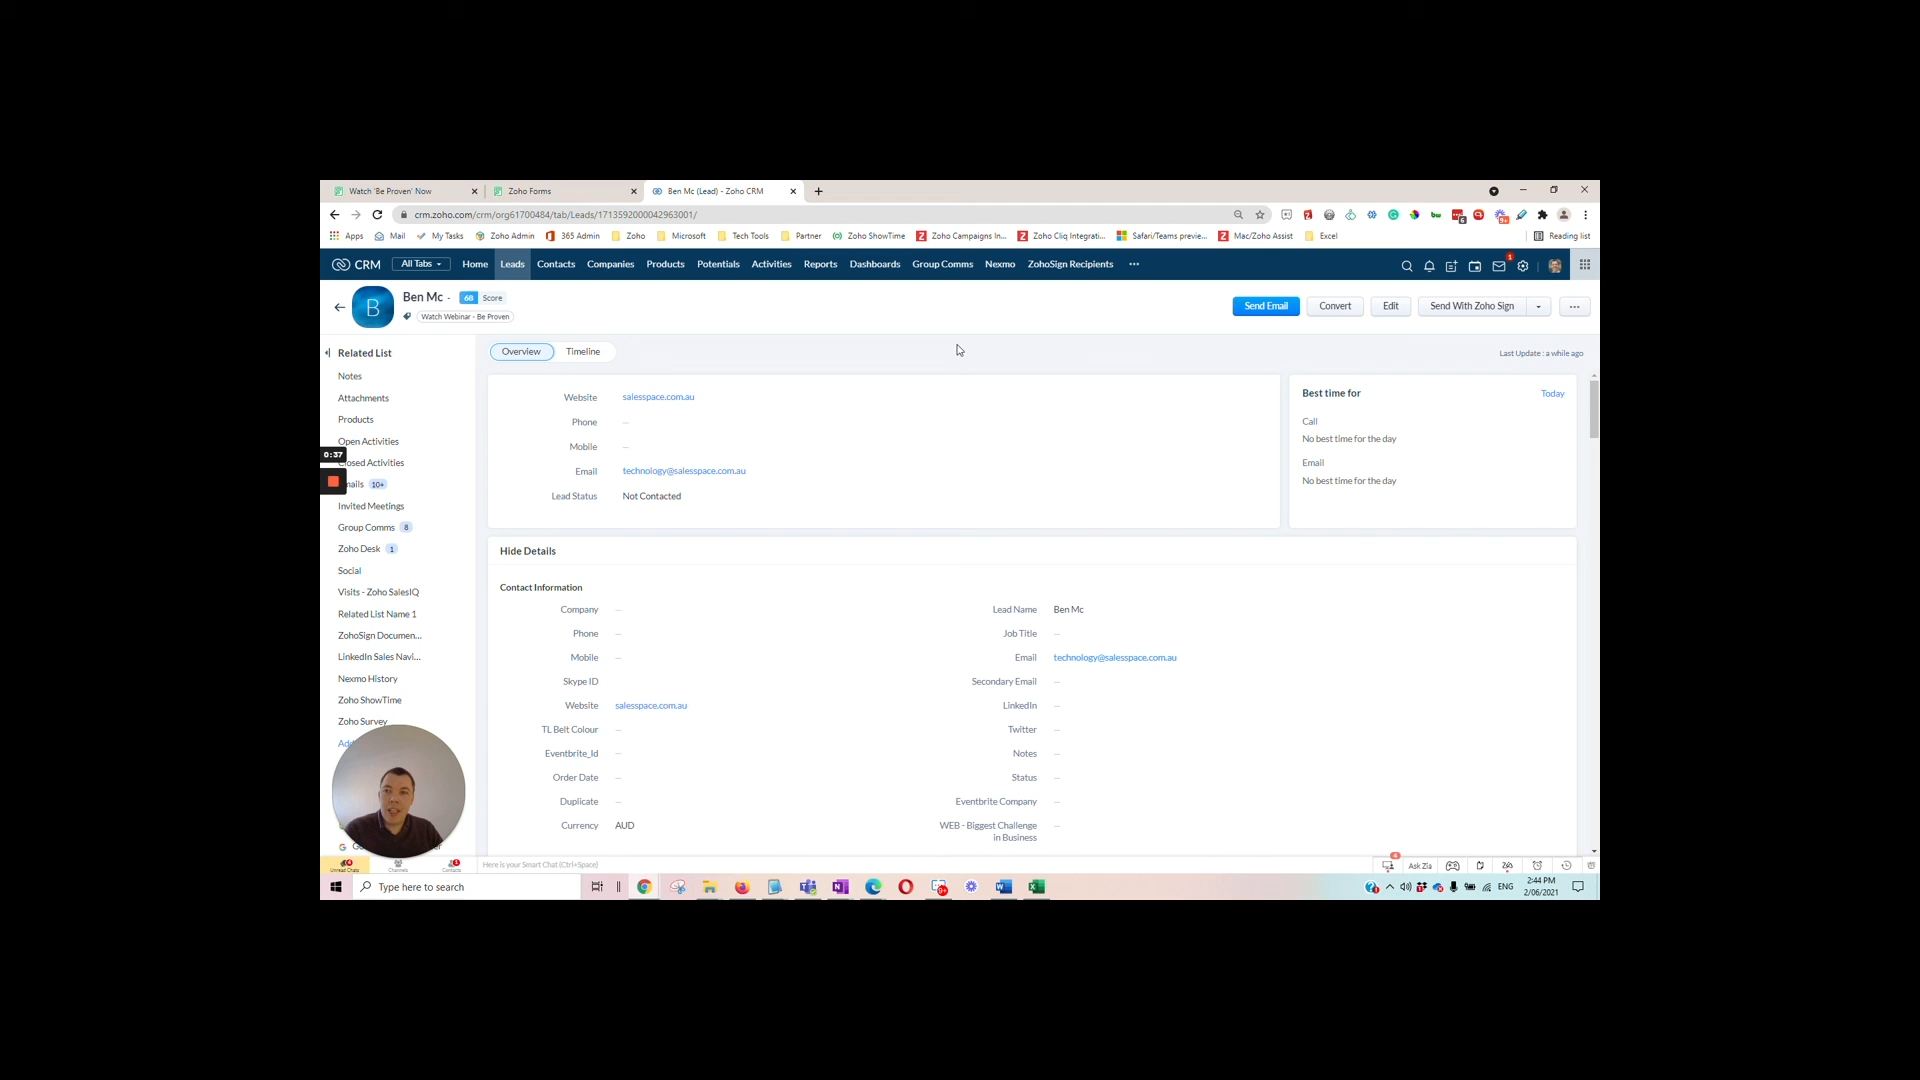 Watch 'Be Proven' Now
Zoho Forms
Ben Mc (Lead) - Zoho CRM
crm.zoho.com/crm/org61700484/tab/Leads/1713592000042963001/
Apps
Mail
My Tasks
Zoho Admin
365 Admin
Zoho
Microsoft
Tech Tools
Partner
Zoho ShowTime
Zoho Campaigns In...
Zoho Cliq Integrati...
Safari/Teams previe...
Mac/Zoho Assist
Excel
Reading list
CRM
All Tabs
Home
Leads
Contacts
Companies
Products
Potentials
Activities
Reports
Dashboards
Group Comms
Nexmo
ZohoSign Recipients
1
B
Ben Mc -
68 Score
Watch Webinar - Be Proven
Send Email
Convert
Edit
Send With Zoho Sign
Related List
Notes
Attachments
Products
Open Activities
Closed Activities
0:37
mails 10+
Invited Meetings
Group Comms 8
Zoho Desk 1
Social
Visits - Zoho SalesIQ
Related List Name 1
ZohoSign Documen...
LinkedIn Sales Navi...
Nexmo History
Zoho ShowTime
Zoho Survey
Overview
Timeline
Last Update : a while ago
Website salesspace.com.au
Phone —
Mobile —
Email technology@salesspace.com.au
Lead Status Not Contacted
Best time for
Today
Call
No best time for the day
Email
No best time for the day
Hide Details
Contact Information
Company —
Lead Name Ben Mc
Phone —
Job Title —
Mobile —
Email technology@salesspace.com.au
Skype ID
Secondary Email —
Website salesspace.com.au
LinkedIn —
TL Belt Colour —
Twitter —
Eventbrite_Id —
Notes —
Order Date —
Status —
Duplicate —
Eventbrite Company —
Currency AUD
WEB - Biggest Challenge —
in Business
Unread Chats
Channels
Contacts
Here is your Smart Chat (Ctrl+Space)
Ask Zia
Type here to search
ENG
2:44 PM
2/06/2021